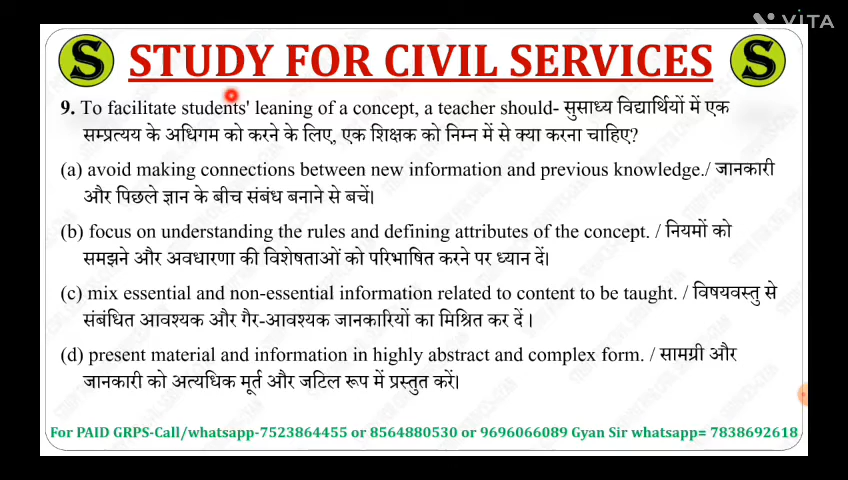 VITA
S STUDY FOR CIVIL SERVICES S
9. To facilitate students' leaning of a concept, a teacher should- सुसाध्य विद्यार्थियों में एक
सम्प्रत्यय के अधिगम को करने के लिए, एक शिक्षक को निम्न में से क्या करना चाहिए?
(a) avoid making connections between new information and previous knowledge./ जानकारी
और पिछले ज्ञान के बीच संबंध बनाने से बचें।
(b) focus on understanding the rules and defining attributes of the concept. / नियमों को
समझने और अवधारणा की विशेषताओं को परिभाषित करने पर ध्यान दें।
(c) mix essential and non-essential information related to content to be taught. / विषयवस्तु से
संबंधित आवश्यक और गैर-आवश्यक जानकारियों का मिश्रित कर दें ।
(d) present material and information in highly abstract and complex form. / सामग्री और
जानकारी को अत्यधिक मूर्त और जटिल रूप में प्रस्तुत करें।
For PAID GRPS-Call/whatsapp-7523864455 or 8564880530 or 9696066089 Gyan Sir whatsapp= 7838692618